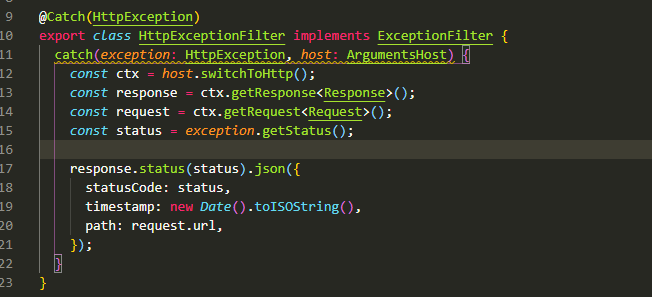 9 @Catch(HttpException)
10 export class HttpExceptionFilter implements ExceptionFilter {
11 catch(exception: HttpException, host: ArgumentsHost) {
12 const ctx = host.switchToHttp();
13 const response = ctx.getResponse<Response>();
14 const request = ctx.getRequest<Request>();
15 const status = exception.getStatus();
16
17 response.status(status).json({
18 statusCode: status,
19 timestamp: new Date().toISOString(),
20 path: request.url,
21 });
22 }
23 }